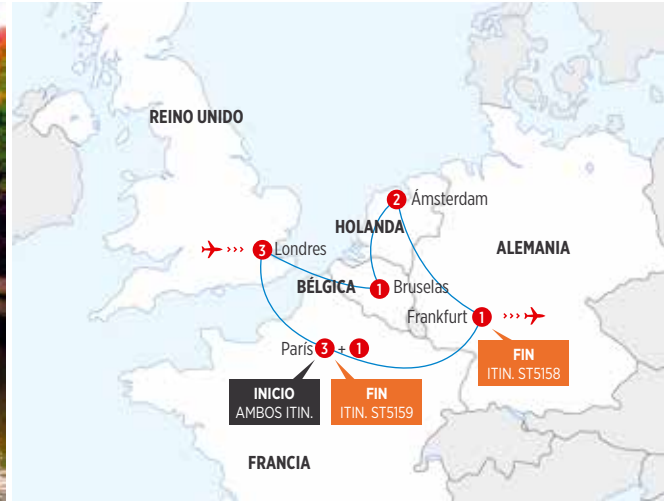 REINO UNIDO
2 Ámsterdam
HOLANDA
3 Londres
ALEMANIA
BÉLGICA
1 Bruselas
Frankfurt 1
París 3 + 1
FIN
ITIN. ST5158
INICIO
AMBOS ITIN.
FIN
ITIN. ST5159
FRANCIA